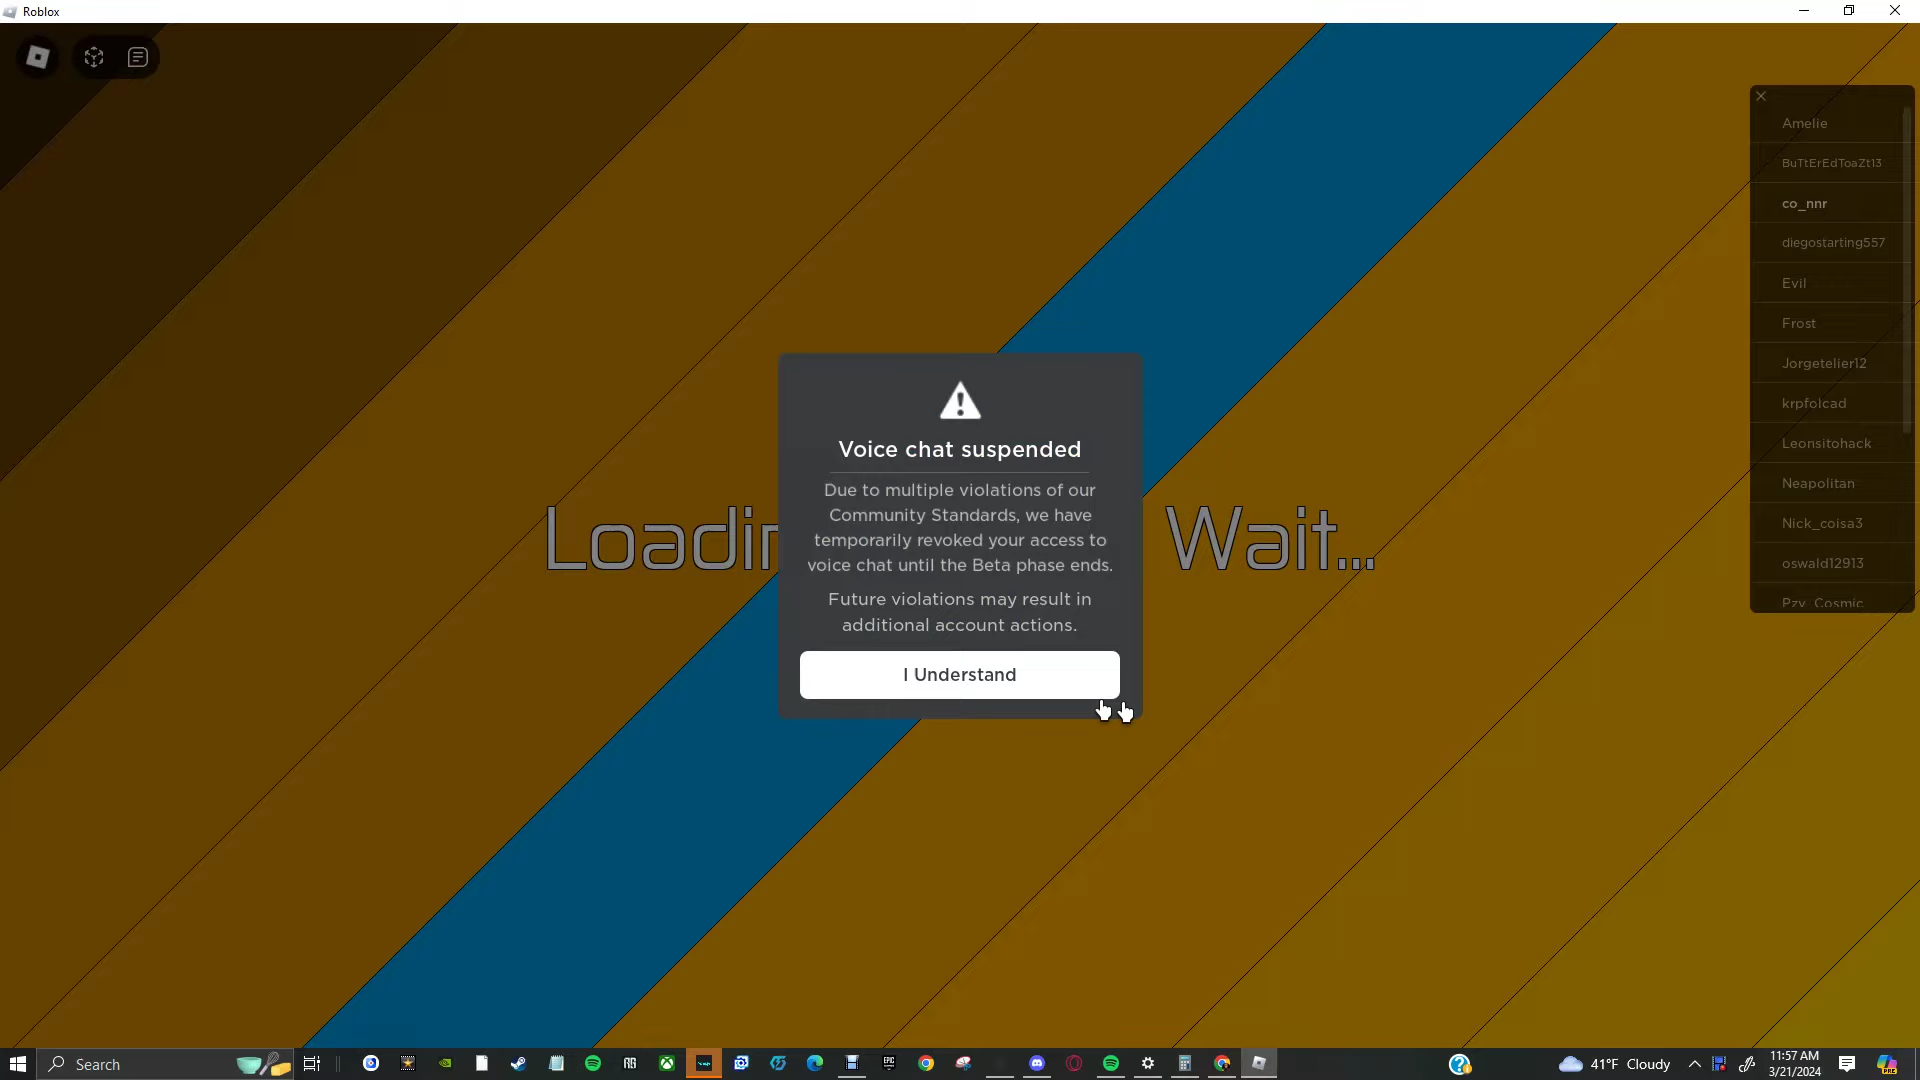 Roblox
Amelie
BuTtErEdToaZt13
co_nnr
diegostarting557
Evil
Frost
Jorgetelier12
krpfolcad
Leonsitohack
Neapolitan
Nick_coisa3
oswald12913
Pzy_Cosmic
Voice chat suspended
Due to multiple violations of our
Community Standards, we have
temporarily revoked your access to
voice chat until the Beta phase ends.
Future violations may result in
additional account actions.
I Understand
Wait...
Search
EPIC
41°F Cloudy
11:57 AM
3/21/2024
PRE